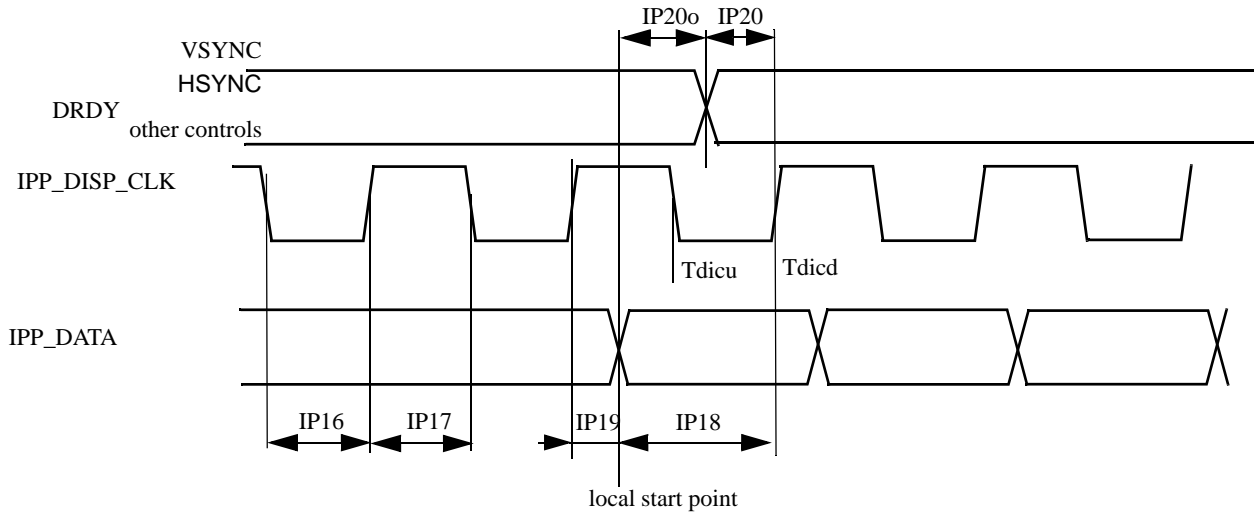 IP20o IP20
VSYNC
HSYNC
DRDY
other controls
IPP_DISP_CLK
Tdicu Tdicd
IPP_DATA
IP16 IP17 IP19 IP18
local start point